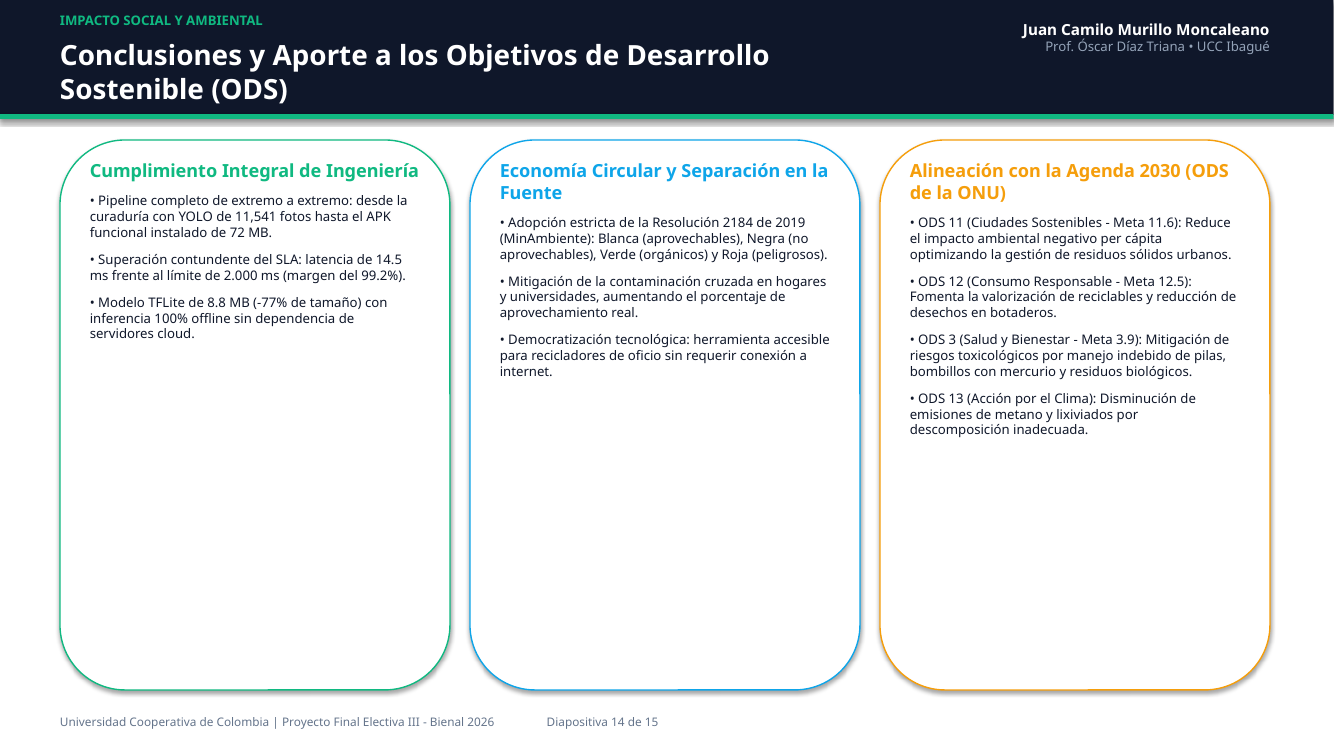 IMPACTO SOCIAL Y AMBIENTAL
Conclusiones y Aporte a los Objetivos de Desarrollo
Sostenible (ODS)
Juan Camilo Murillo Moncaleano
Prof. Óscar Díaz Triana • UCC Ibagué
Cumplimiento Integral de Ingeniería
• Pipeline completo de extremo a extremo: desde la
curaduría con YOLO de 11,541 fotos hasta el APK
funcional instalado de 72 MB.
• Superación contundente del SLA: latencia de 14.5
ms frente al límite de 2.000 ms (margen del 99.2%).
• Modelo TFLite de 8.8 MB (-77% de tamaño) con
inferencia 100% offline sin dependencia de
servidores cloud.
Economía Circular y Separación en la
Fuente
• Adopción estricta de la Resolución 2184 de 2019
(MinAmbiente): Blanca (aprovechables), Negra (no
aprovechables), Verde (orgánicos) y Roja (peligrosos).
• Mitigación de la contaminación cruzada en hogares
y universidades, aumentando el porcentaje de
aprovechamiento real.
• Democratización tecnológica: herramienta accesible
para recicladores de oficio sin requerir conexión a
internet.
Alineación con la Agenda 2030 (ODS
de la ONU)
• ODS 11 (Ciudades Sostenibles - Meta 11.6): Reduce
el impacto ambiental negativo per cápita
optimizando la gestión de residuos sólidos urbanos.
• ODS 12 (Consumo Responsable - Meta 12.5):
Fomenta la valorización de reciclables y reducción de
desechos en botaderos.
• ODS 3 (Salud y Bienestar - Meta 3.9): Mitigación de
riesgos toxicológicos por manejo indebido de pilas,
bombillos con mercurio y residuos biológicos.
• ODS 13 (Acción por el Clima): Disminución de
emisiones de metano y lixiviados por
descomposición inadecuada.
Universidad Cooperativa de Colombia | Proyecto Final Electiva III - Bienal 2026
Diapositiva 14 de 15